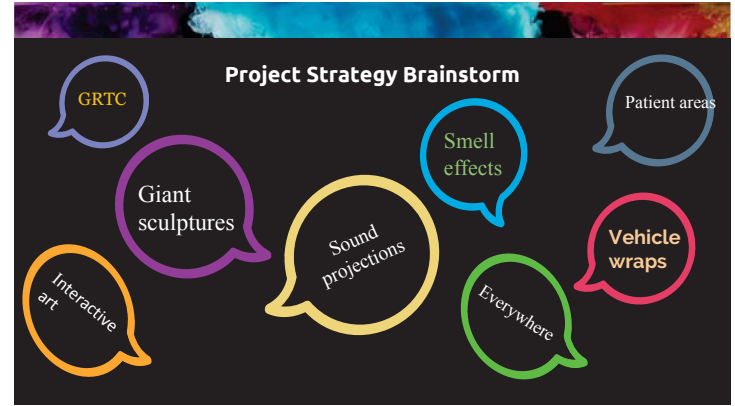 Project Strategy Brainstorm
GRTC
Giant
sculptures
Sound
projections
Smell
effects
Patient areas
Interactive
art
Everywhere
Vehicle
wraps